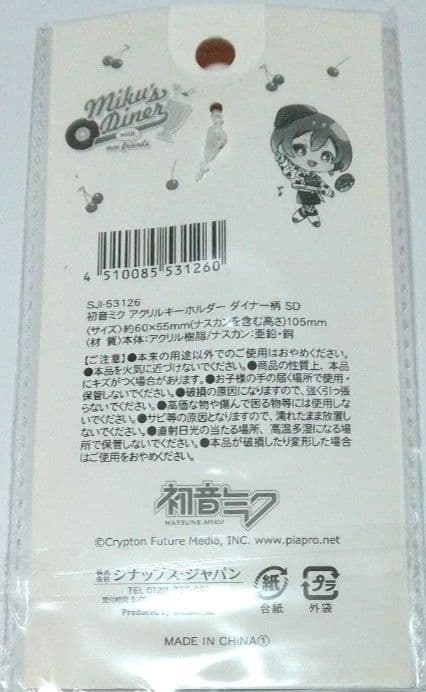 Miku's
Diner
with
friends
4 510085 531260
SJI-53126
初音ミク アクリルキーホルダー ダイナー柄 SD
〈サイズ〉約60×55mm(ナスカンを含む高さ)105mm
〈材 質〉本体:アクリル樹脂/ナスカン:亜鉛・銅
【ご注意】●本来の用途以外でのご使用はおやめください。
●本品を火気に近づけないでください。●商品の性質上、本品
にキズがつく場合があります。●お子様の手の届く場所で使用・
保管しないでください。●破損の原因になりますので、強く引っ張
らないでください。●高価な物や傷んで困る物等には使用しな
いでください。●サビ等の原因となりますので、濡れたまま放置し
ないでください。●直射日光の当たる場所、高温多湿になる場
所で保管しないでください。●本品が破損したり変形した場合
はご使用をおやめください。
初音ミク
HATSUNE MIKU
©Crypton Future Media, INC. www.piapro.net
株式会社 シナップス・ジャパン
TEL 0120-
受付時間
Produced by
紙 プラ
台紙 外袋
MADE IN CHINA①